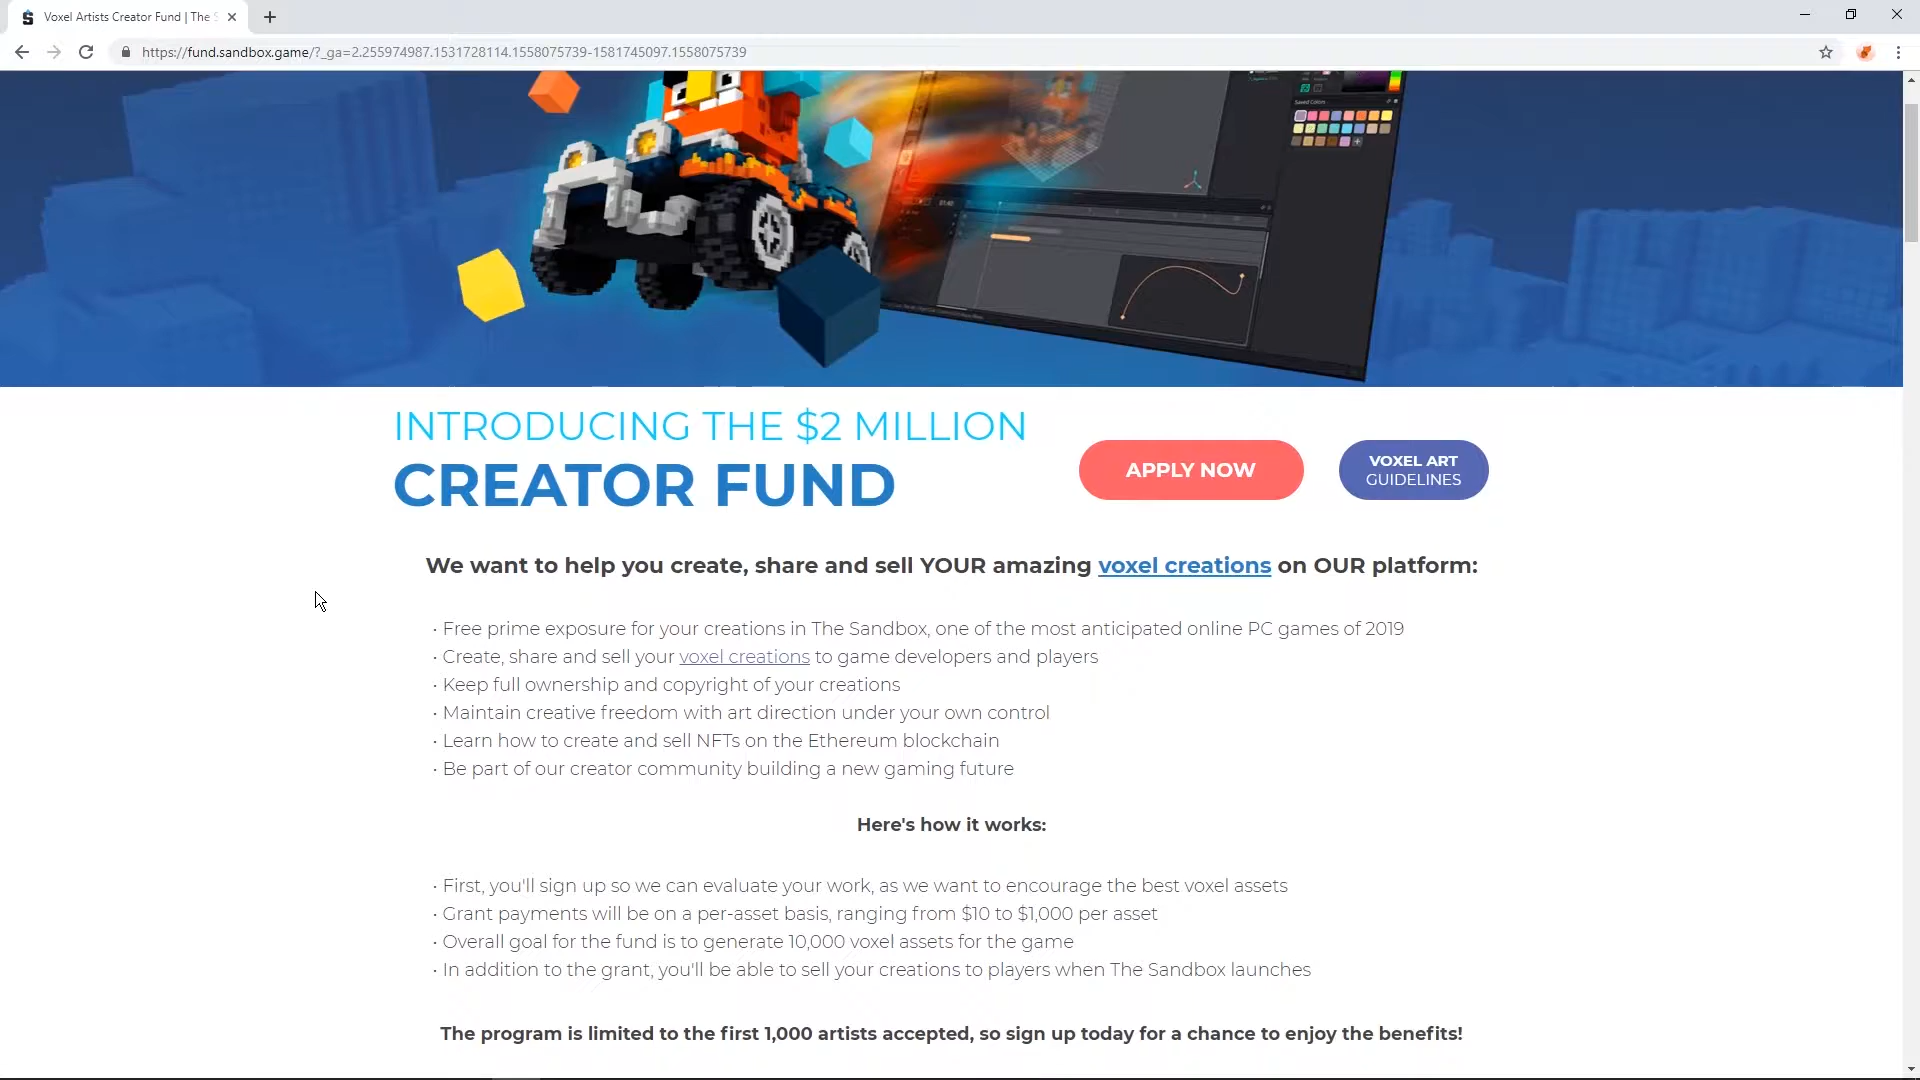 Voxel Artists Creator Fund | The S
https://fund.sandbox.game/?_ga=2.255974987.1531728114.1558075739-1581745097.1558075739
Saved Colors
INTRODUCING THE $2 MILLION
CREATOR FUND
APPLY NOW
VOXEL ART
GUIDELINES
We want to help you create, share and sell YOUR amazing voxel creations on OUR platform:
· Free prime exposure for your creations in The Sandbox, one of the most anticipated online PC games of 2019
· Create, share and sell your voxel creations to game developers and players
· Keep full ownership and copyright of your creations
· Maintain creative freedom with art direction under your own control
· Learn how to create and sell NFTs on the Ethereum blockchain
· Be part of our creator community building a new gaming future
Here's how it works:
· First, you'll sign up so we can evaluate your work, as we want to encourage the best voxel assets
· Grant payments will be on a per-asset basis, ranging from $10 to $1,000 per asset
· Overall goal for the fund is to generate 10,000 voxel assets for the game
· In addition to the grant, you'll be able to sell your creations to players when The Sandbox launches
The program is limited to the first 1,000 artists accepted, so sign up today for a chance to enjoy the benefits!